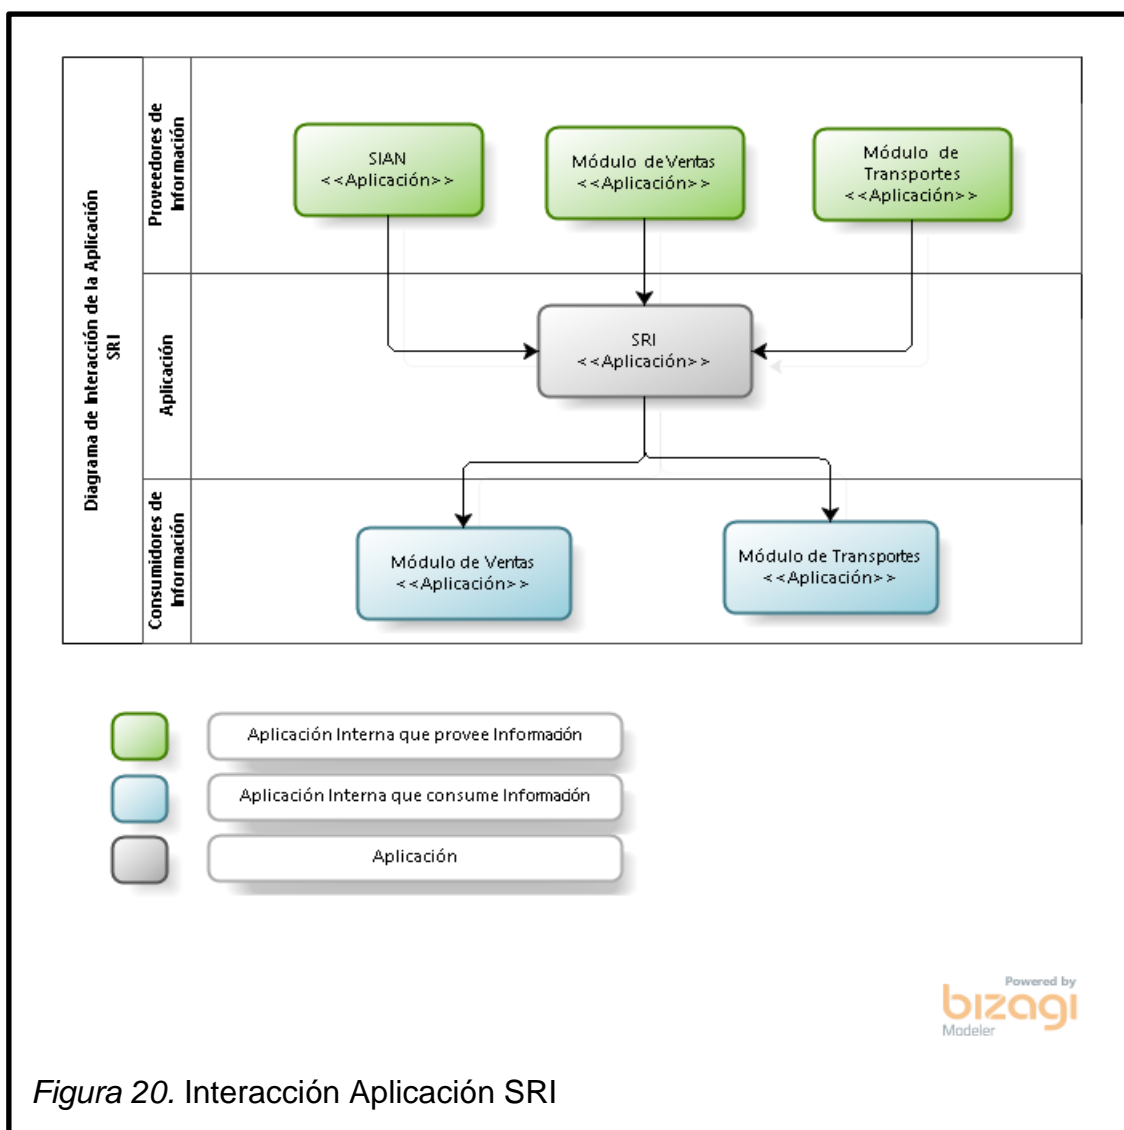 Diagrama de Interacción de la Aplicación
SRI
Proveedores de
Información
SIAN
<<Aplicación>>
Módulo de Ventas
<<Aplicación>>
Módulo de
Transportes
<<Aplicación>>
Aplicación
SRI
<<Aplicación>>
Consumidores de
Información
Módulo de Ventas
<<Aplicación>>
Módulo de Transportes
<<Aplicación>>
Aplicación Interna que provee Información
Aplicación Interna que consume Información
Aplicación
Powered by
bizagi
Modeler
Figura 20. Interacción Aplicación SRI